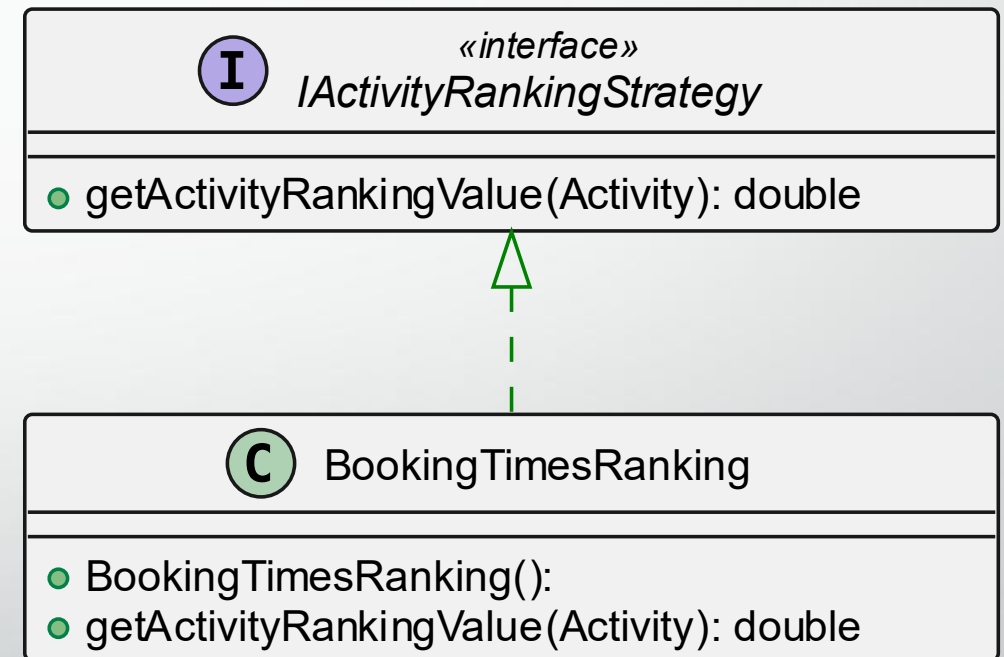 I
«interface»
IActivityRankingStrategy
getActivityRankingValue(Activity): double
C
BookingTimesRanking
BookingTimesRanking():
getActivityRankingValue(Activity): double